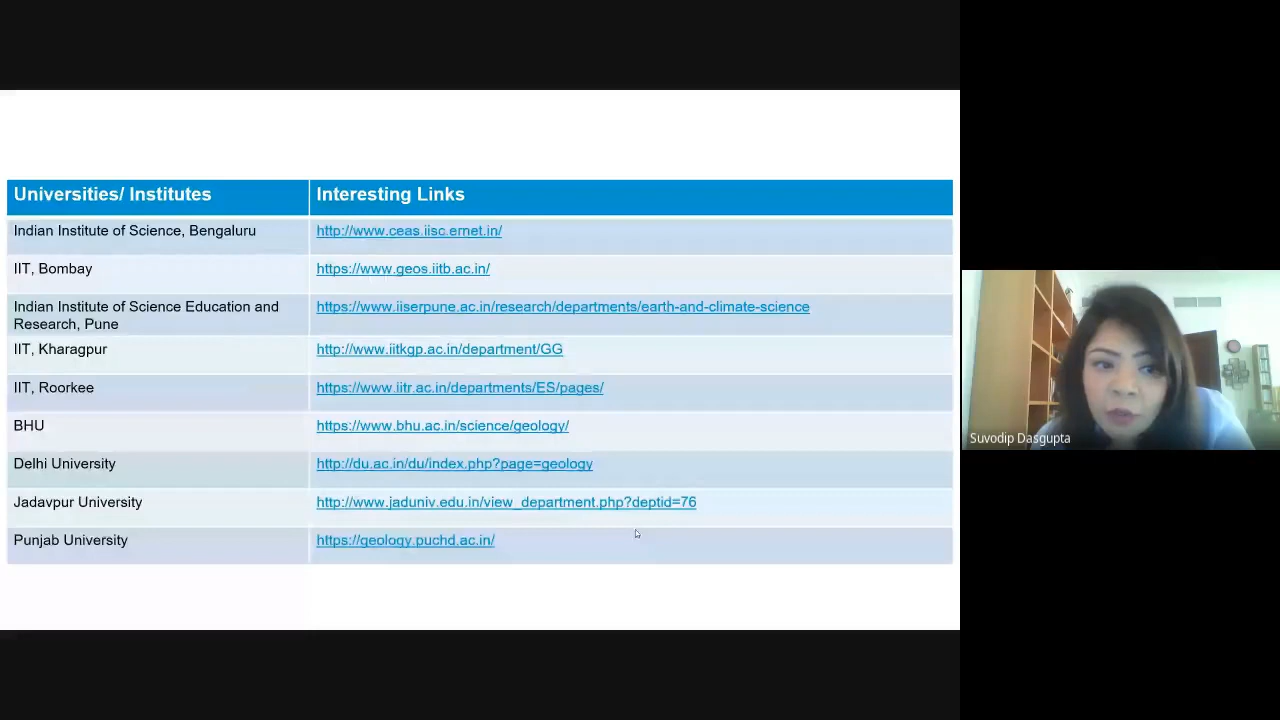 Universities/ Institutes
Interesting Links
Indian Institute of Science, Bengaluru
http://www.ceas.iisc.ernet.in/
IIT, Bombay
https://www.geos.iitb.ac.in/
Indian Institute of Science Education and
Research, Pune
https://www.iiserpune.ac.in/research/departments/earth-and-climate-science
IIT, Kharagpur
http://www.iitkgp.ac.in/department/GG
IIT, Roorkee
https://www.iitr.ac.in/departments/ES/pages/
BHU
https://www.bhu.ac.in/science/geology/
Delhi University
http://du.ac.in/du/index.php?page=geology
Jadavpur University
http://www.jaduniv.edu.in/view_department.php?deptid=76
Punjab University
https://geology.puchd.ac.in/
Suvodip Dasgupta